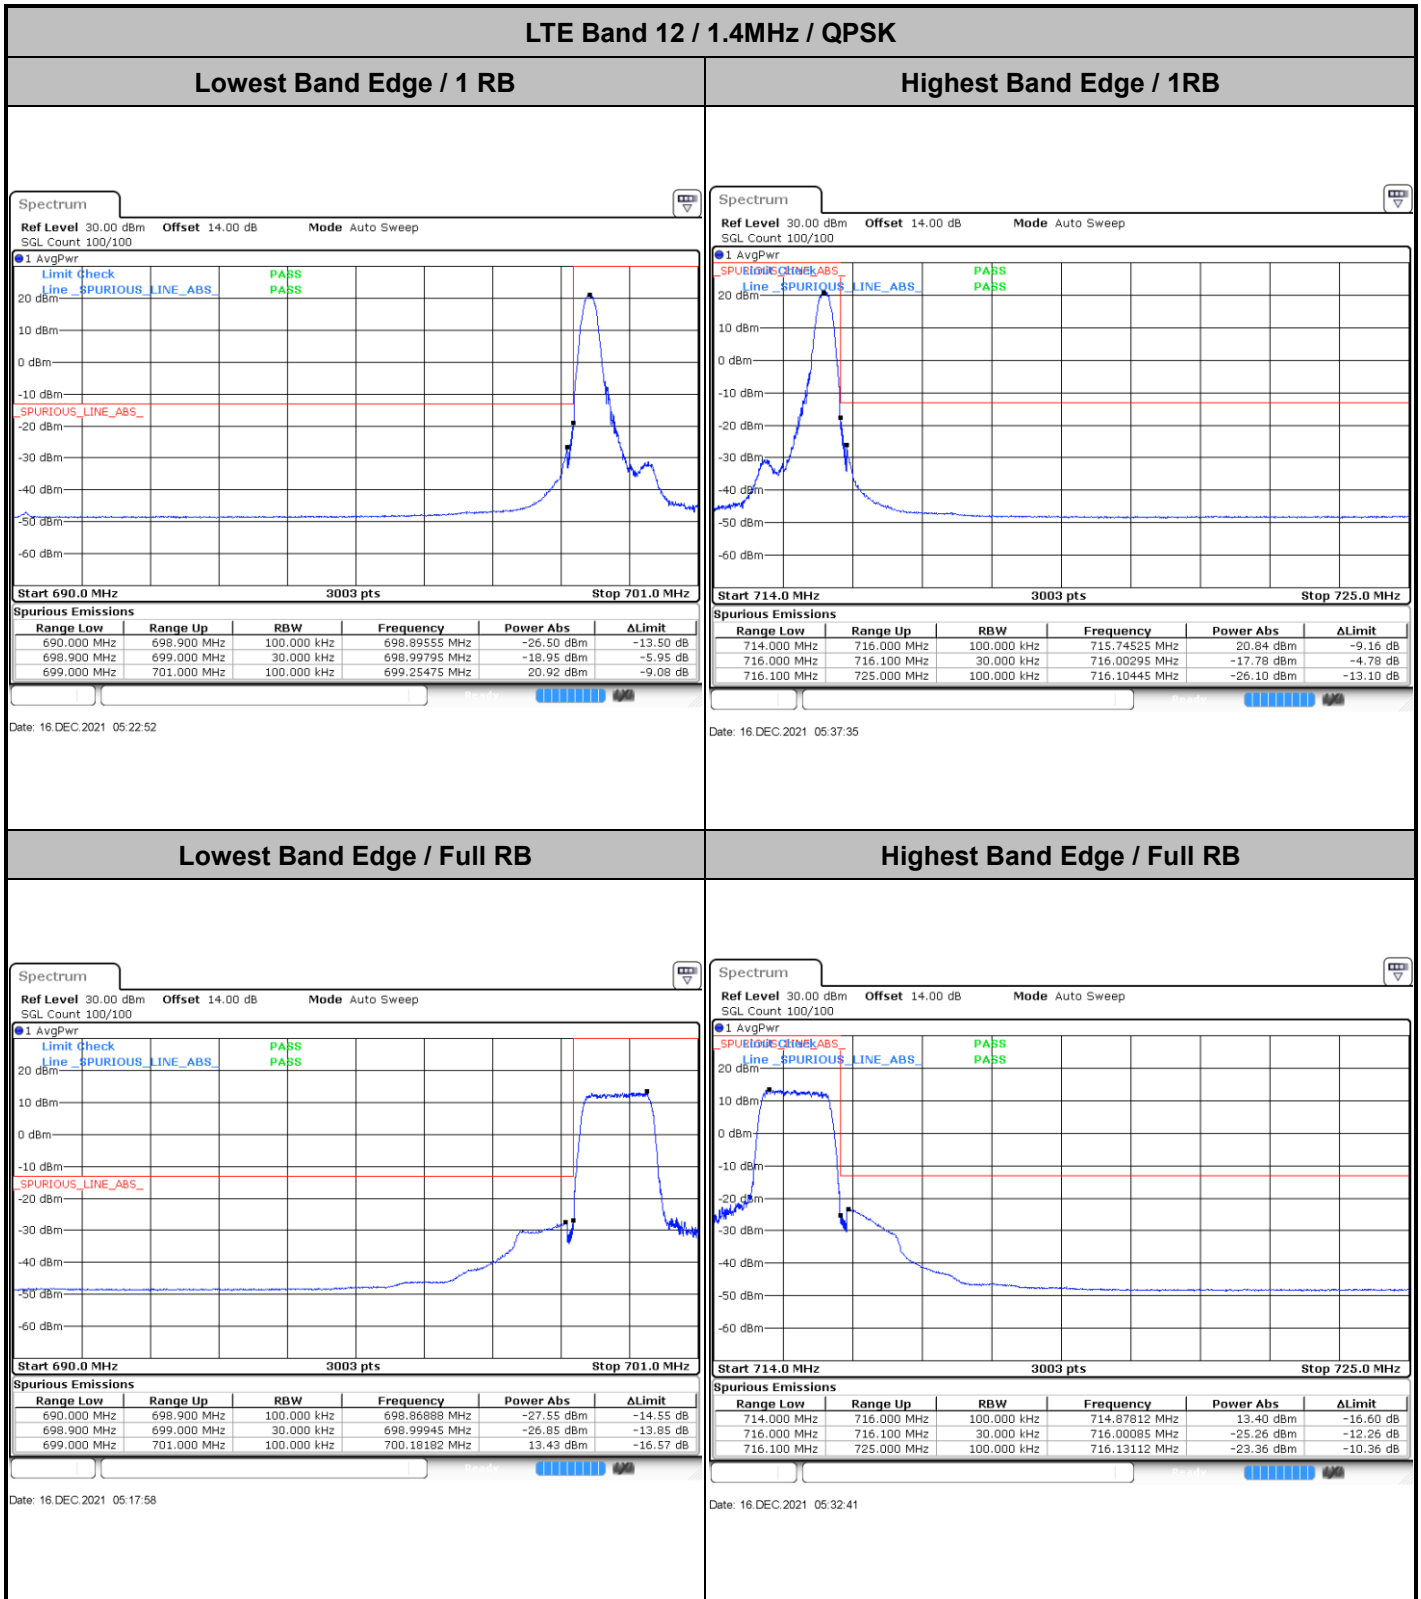 LTE Band 12 / 1.4MHz / QPSK
Lowest Band Edge / 1 RB
Highest Band Edge / 1RB
Spectrum
Ref Level 30.00 dBm Offset 14.00 dB Mode Auto Sweep
SGL Count 100/100
1 AvgPwr
Limit Check PASS
Line _SPURIOUS_LINE_ABS_ PASS
20 dBm
10 dBm
0 dBm
-10 dBm
_SPURIOUS_LINE_ABS_
-20 dBm
-30 dBm
-40 dBm
-50 dBm
-60 dBm
Start 690.0 MHz 3003 pts Stop 701.0 MHz
Spurious Emissions
Range Low Range Up RBW Frequency Power Abs ΔLimit
690.000 MHz 698.900 MHz 100.000 kHz 698.89555 MHz -26.50 dBm -13.50 dB
698.900 MHz 699.000 MHz 30.000 kHz 698.99795 MHz -18.95 dBm -5.95 dB
699.000 MHz 701.000 MHz 100.000 kHz 699.25475 MHz 20.92 dBm -9.08 dB
Ready
Date: 16.DEC.2021 05:22:52
Spectrum
Ref Level 30.00 dBm Offset 14.00 dB Mode Auto Sweep
SGL Count 100/100
1 AvgPwr
_SPURIOUS_LINE_ABS_
Limit Check PASS
Line _SPURIOUS_LINE_ABS_ PASS
20 dBm
10 dBm
0 dBm
-10 dBm
-20 dBm
-30 dBm
-40 dBm
-50 dBm
-60 dBm
Start 714.0 MHz 3003 pts Stop 725.0 MHz
Spurious Emissions
Range Low Range Up RBW Frequency Power Abs ΔLimit
714.000 MHz 716.000 MHz 100.000 kHz 715.74525 MHz 20.84 dBm -9.16 dB
716.000 MHz 716.100 MHz 30.000 kHz 716.00295 MHz -17.78 dBm -4.78 dB
716.100 MHz 725.000 MHz 100.000 kHz 716.10445 MHz -26.10 dBm -13.10 dB
Ready
Date: 16.DEC.2021 05:37:35
Lowest Band Edge / Full RB
Highest Band Edge / Full RB
Spectrum
Ref Level 30.00 dBm Offset 14.00 dB Mode Auto Sweep
SGL Count 100/100
1 AvgPwr
Limit Check PASS
Line _SPURIOUS_LINE_ABS_ PASS
20 dBm
10 dBm
0 dBm
-10 dBm
_SPURIOUS_LINE_ABS_
-20 dBm
-30 dBm
-40 dBm
-50 dBm
-60 dBm
Start 690.0 MHz 3003 pts Stop 701.0 MHz
Spurious Emissions
Range Low Range Up RBW Frequency Power Abs ΔLimit
690.000 MHz 698.900 MHz 100.000 kHz 698.86888 MHz -27.55 dBm -14.55 dB
698.900 MHz 699.000 MHz 30.000 kHz 698.99945 MHz -26.85 dBm -13.85 dB
699.000 MHz 701.000 MHz 100.000 kHz 700.18182 MHz 13.43 dBm -16.57 dB
Ready
Date: 16.DEC.2021 05:17:58
Spectrum
Ref Level 30.00 dBm Offset 14.00 dB Mode Auto Sweep
SGL Count 100/100
1 AvgPwr
_SPURIOUS_LINE_ABS_
Limit Check PASS
Line _SPURIOUS_LINE_ABS_ PASS
20 dBm
10 dBm
0 dBm
-10 dBm
-20 dBm
-30 dBm
-40 dBm
-50 dBm
-60 dBm
Start 714.0 MHz 3003 pts Stop 725.0 MHz
Spurious Emissions
Range Low Range Up RBW Frequency Power Abs ΔLimit
714.000 MHz 716.000 MHz 100.000 kHz 714.87812 MHz 13.40 dBm -16.60 dB
716.000 MHz 716.100 MHz 30.000 kHz 716.00085 MHz -25.26 dBm -12.26 dB
716.100 MHz 725.000 MHz 100.000 kHz 716.13112 MHz -23.36 dBm -10.36 dB
Ready
Date: 16.DEC.2021 05:32:41